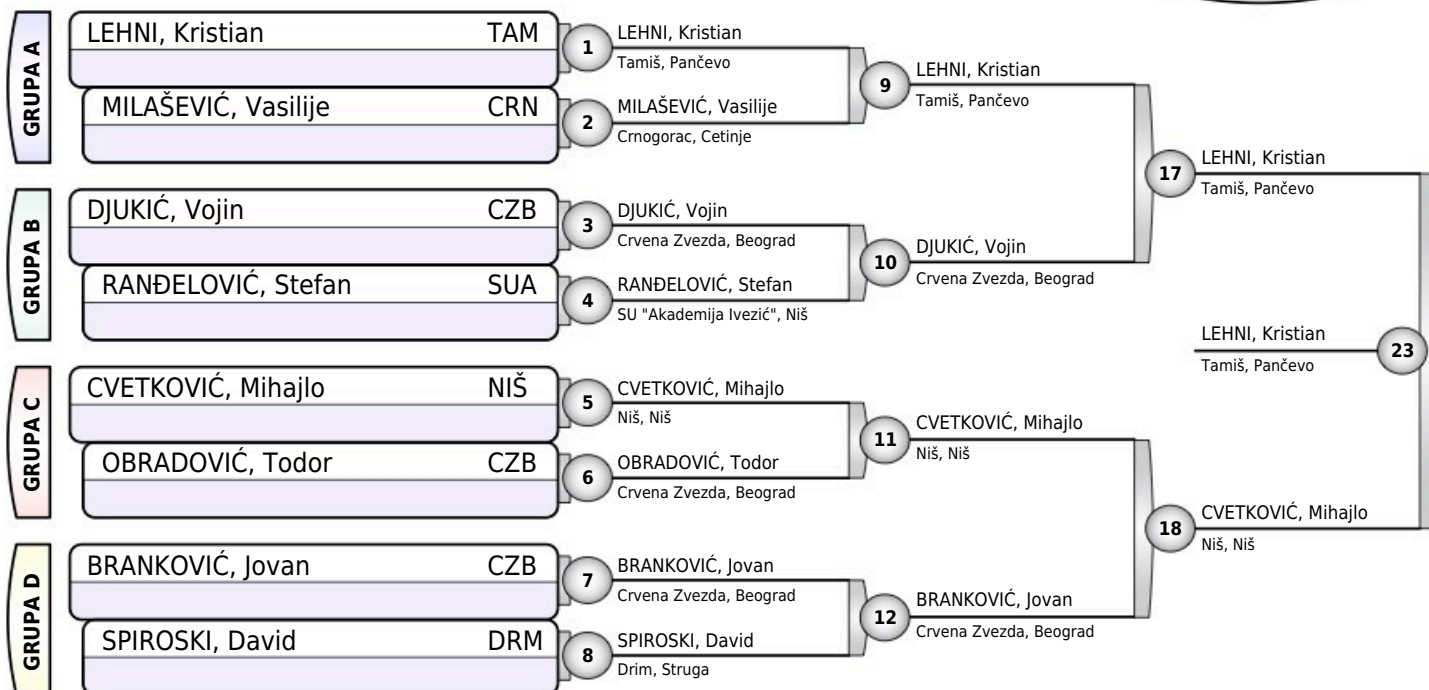 GRUPA A
LEHNI, Kristian TAM
MILAŠEVIĆ, Vasilije CRN
1
LEHNI, Kristian
Tamiš, Pančevo
2
MILAŠEVIĆ, Vasilije
Crnogorac, Cetinje
9
LEHNI, Kristian
Tamiš, Pančevo
GRUPA B
DJUKIĆ, Vojin CZB
RANĐELOVIĆ, Stefan SUA
3
DJUKIĆ, Vojin
Crvena Zvezda, Beograd
4
RANĐELOVIĆ, Stefan
SU "Akademija Ivezić", Niš
10
DJUKIĆ, Vojin
Crvena Zvezda, Beograd
17
LEHNI, Kristian
Tamiš, Pančevo
GRUPA C
CVETKOVIĆ, Mihajlo NIŠ
OBRADOVIĆ, Todor CZB
5
CVETKOVIĆ, Mihajlo
Niš, Niš
6
OBRADOVIĆ, Todor
Crvena Zvezda, Beograd
11
CVETKOVIĆ, Mihajlo
Niš, Niš
GRUPA D
BRANKOVIĆ, Jovan CZB
SPIROSKI, David DRM
7
BRANKOVIĆ, Jovan
Crvena Zvezda, Beograd
8
SPIROSKI, David
Drim, Struga
12
BRANKOVIĆ, Jovan
Crvena Zvezda, Beograd
18
CVETKOVIĆ, Mihajlo
Niš, Niš
LEHNI, Kristian
Tamiš, Pančevo
23